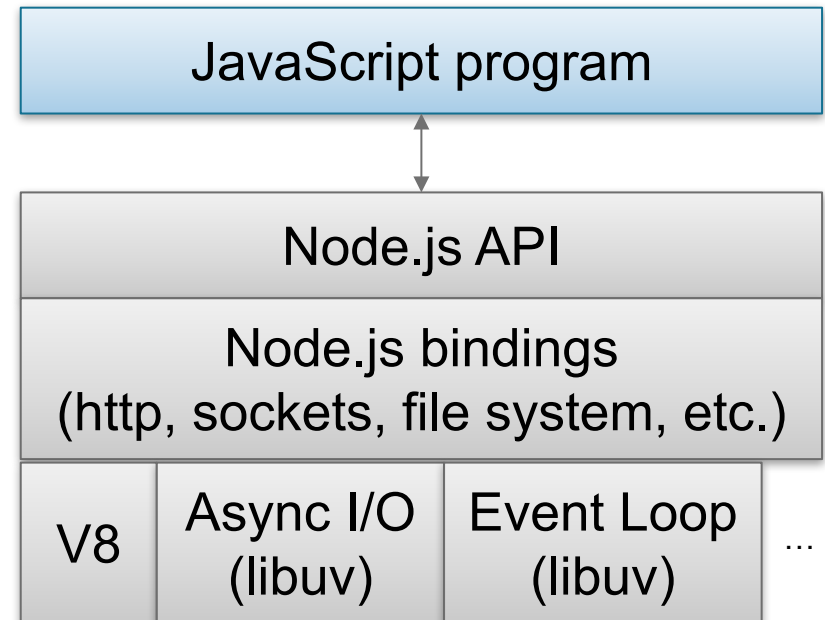 JavaScript program
Node.js API
Node.js bindings
(http, sockets, file system, etc.)
V8
Async I/O
(libuv)
Event Loop
(libuv)
...